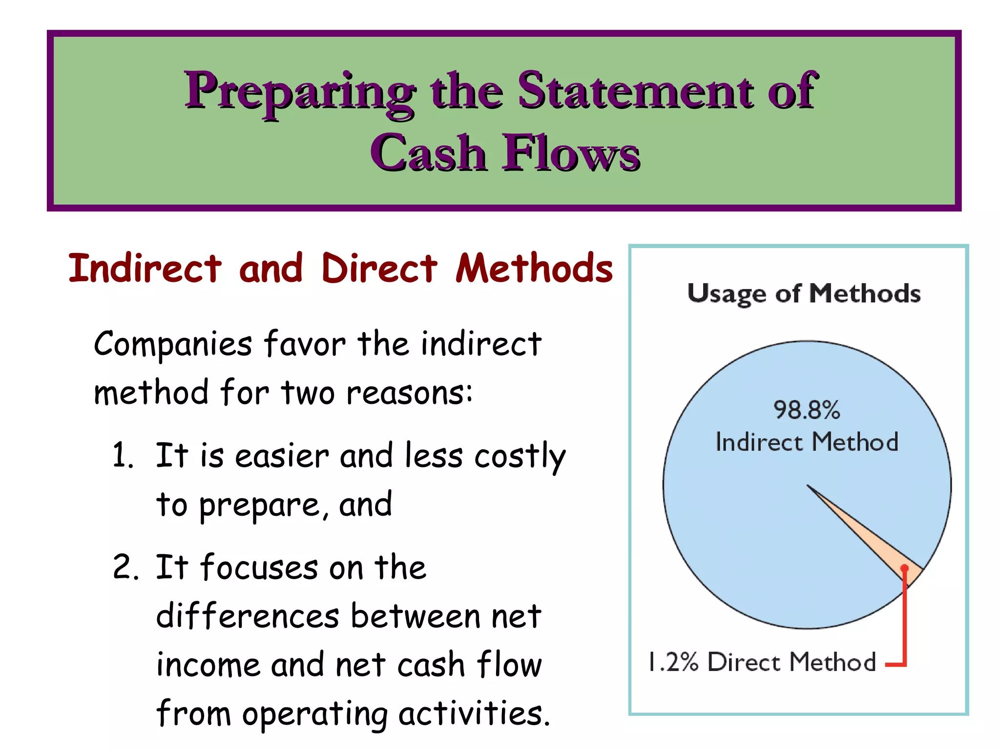 Preparing the Statement of
Cash Flows
Indirect and Direct Methods
Companies favor the indirect
method for two reasons:
1. It is easier and less costly
to prepare, and
2. It focuses on the
differences between net
income and net cash flow
from operating activities.
Usage of Methods
98.8%
Indirect Method
1.2% Direct Method